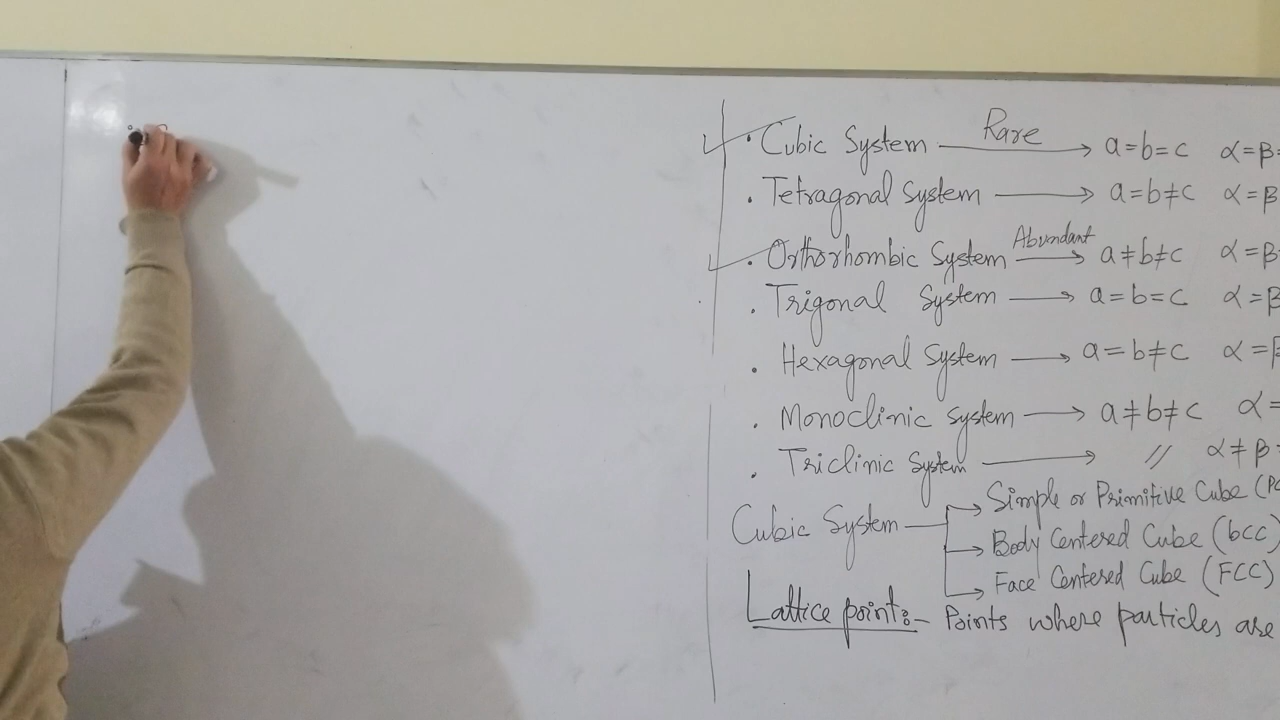 · Cubic System Rare → a=b=c α=β=
· Tetragonal System → a=b≠c α=β
· Orthorhombic System Abundant → a≠b≠c α=β=
· Trigonal System → a=b=c α=β
· Hexagonal System → a=b≠c α=β
· Monoclinic System → a≠b≠c α=
· Triclinic System → // α≠β=
Cubic System → Simple or Primitive Cube (PC
→ Body Centered Cube (bCC)
→ Face Centered Cube (FCC)
Lattice point:- Points where particles are